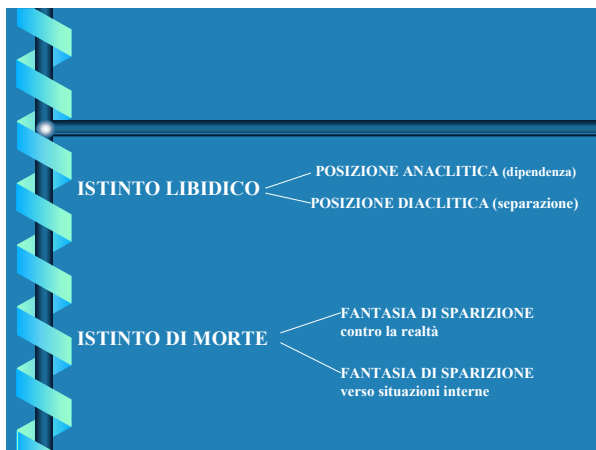 ISTINTO LIBIDICO
POSIZIONE ANACLITICA (dipendenza)
POSIZIONE DIACLITICA (separazione)
ISTINTO DI MORTE
FANTASIA DI SPARIZIONE
contro la realtà
FANTASIA DI SPARIZIONE
verso situazioni interne